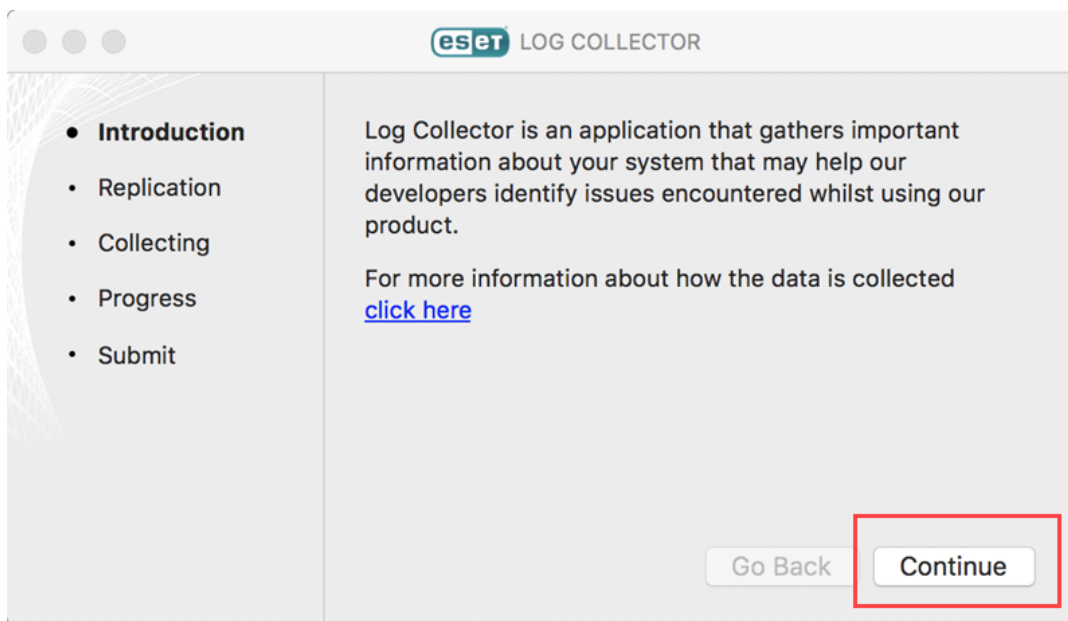 eset LOG COLLECTOR
Introduction
Replication
Collecting
Progress
Submit
Log Collector is an application that gathers important
information about your system that may help our
developers identify issues encountered whilst using our
product.
For more information about how the data is collected
click here
Go Back
Continue